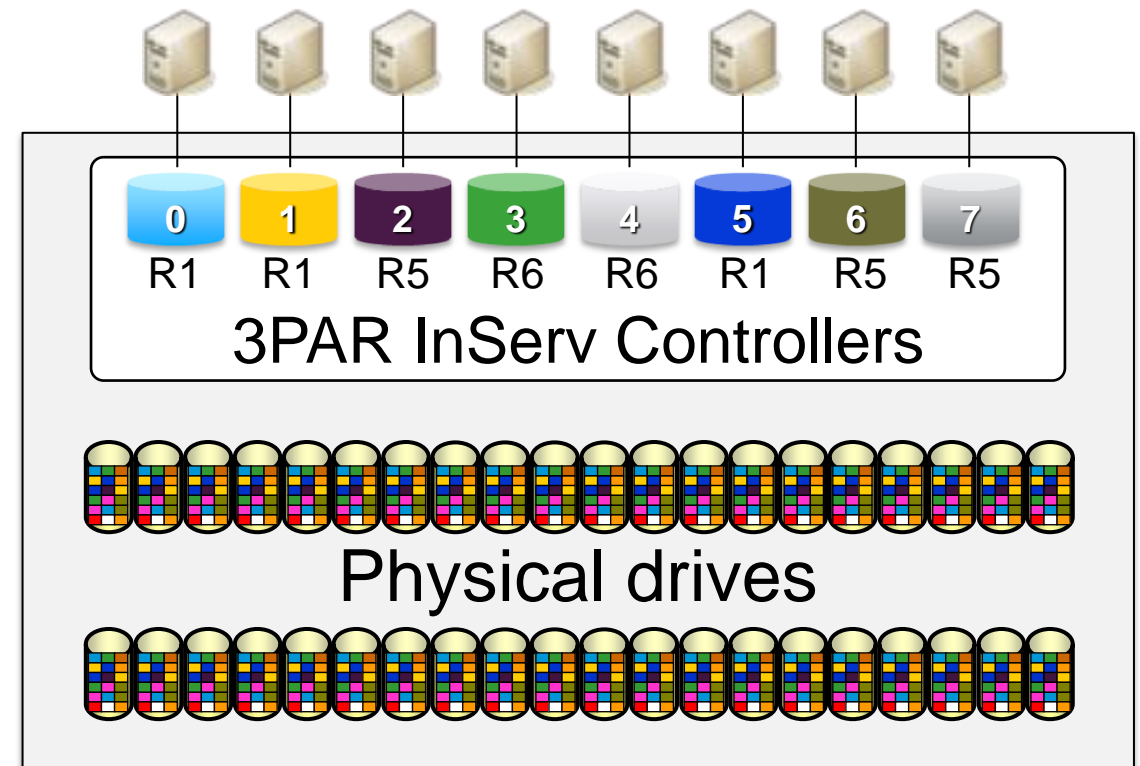 0 1 2 3 4 5 6 7
R1 R1 R5 R6 R6 R1 R5 R5
3PAR InServ Controllers
Physical drives